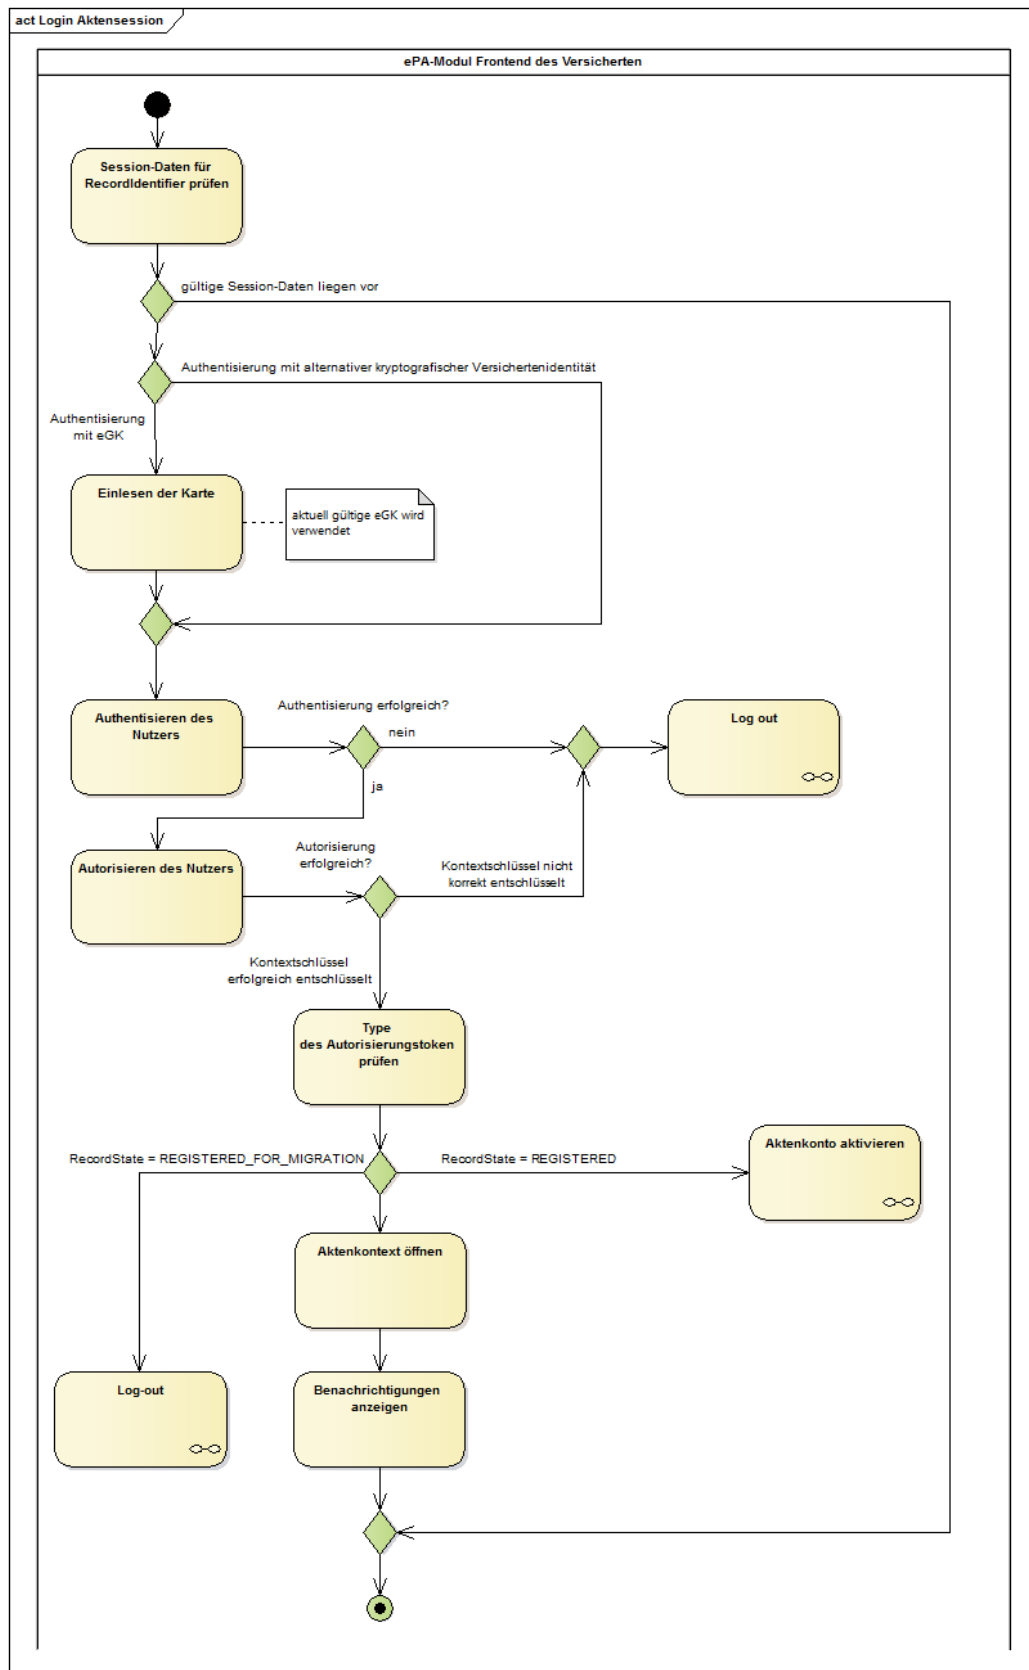 act Login Aktensession
ePA-Modul Frontend des Versicherten
Session-Daten für
RecordIdentifier prüfen
gültige Session-Daten liegen vor
Authentisierung mit alternativer kryptografischer Versichertenidentität
Authentisierung
mit eGK
Einlesen der Karte
aktuell gültige eGK wird
verwendet
Authentisieren des
Nutzers
Authentisierung erfolgreich?
nein
Log out
ja
Autorisieren des Nutzers
Autorisierung
erfolgreich?
Kontextschlüssel nicht
korrekt entschlüsselt
Kontextschlüssel
erfolgreich entschlüsselt
Type
des Autorisierungstoken
prüfen
RecordState = REGISTERED_FOR_MIGRATION
RecordState = REGISTERED
Aktenkonto aktivieren
Aktenkontext öffnen
Log-out
Benachrichtigungen
anzeigen